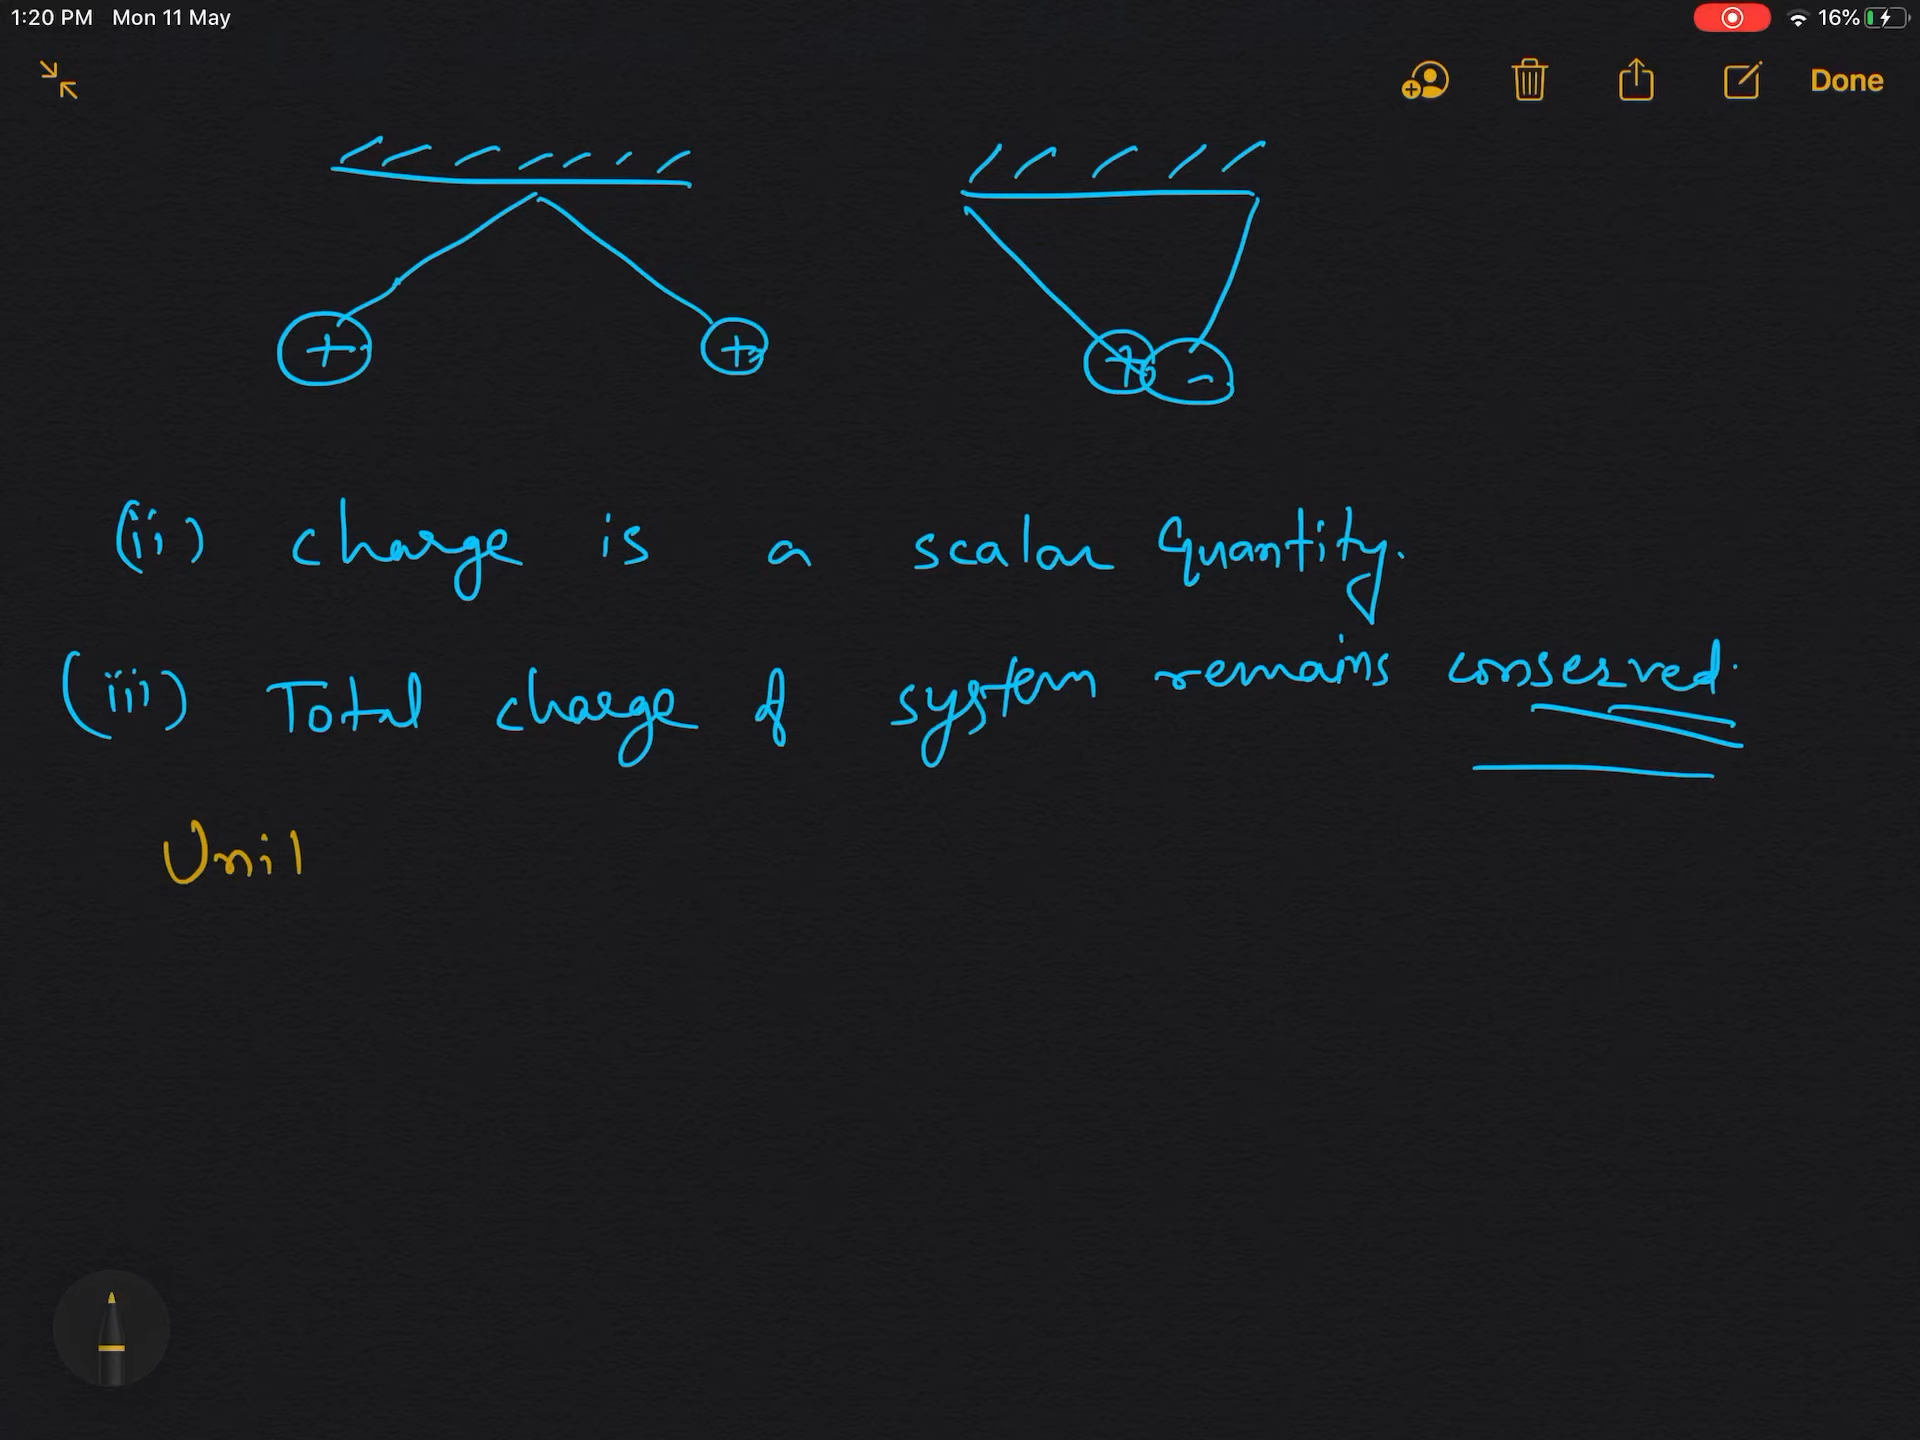 1:20 PM Mon 11 May 16%
Done
+ + + -
(ii) charge is a scalar quantity.
(iii) Total charge of system remains conserved.
Unit